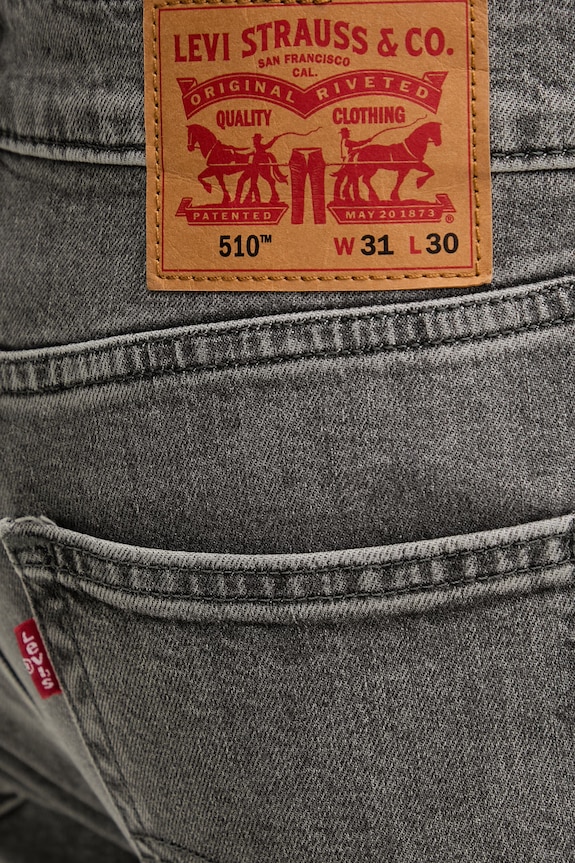 LEVI STRAUSS & CO.
SAN FRANCISCO
CAL.
ORIGINAL RIVETED
QUALITY CLOTHING
PATENTED MAY 20 1873 ®
510™ W 31 L 30
Levi's
®